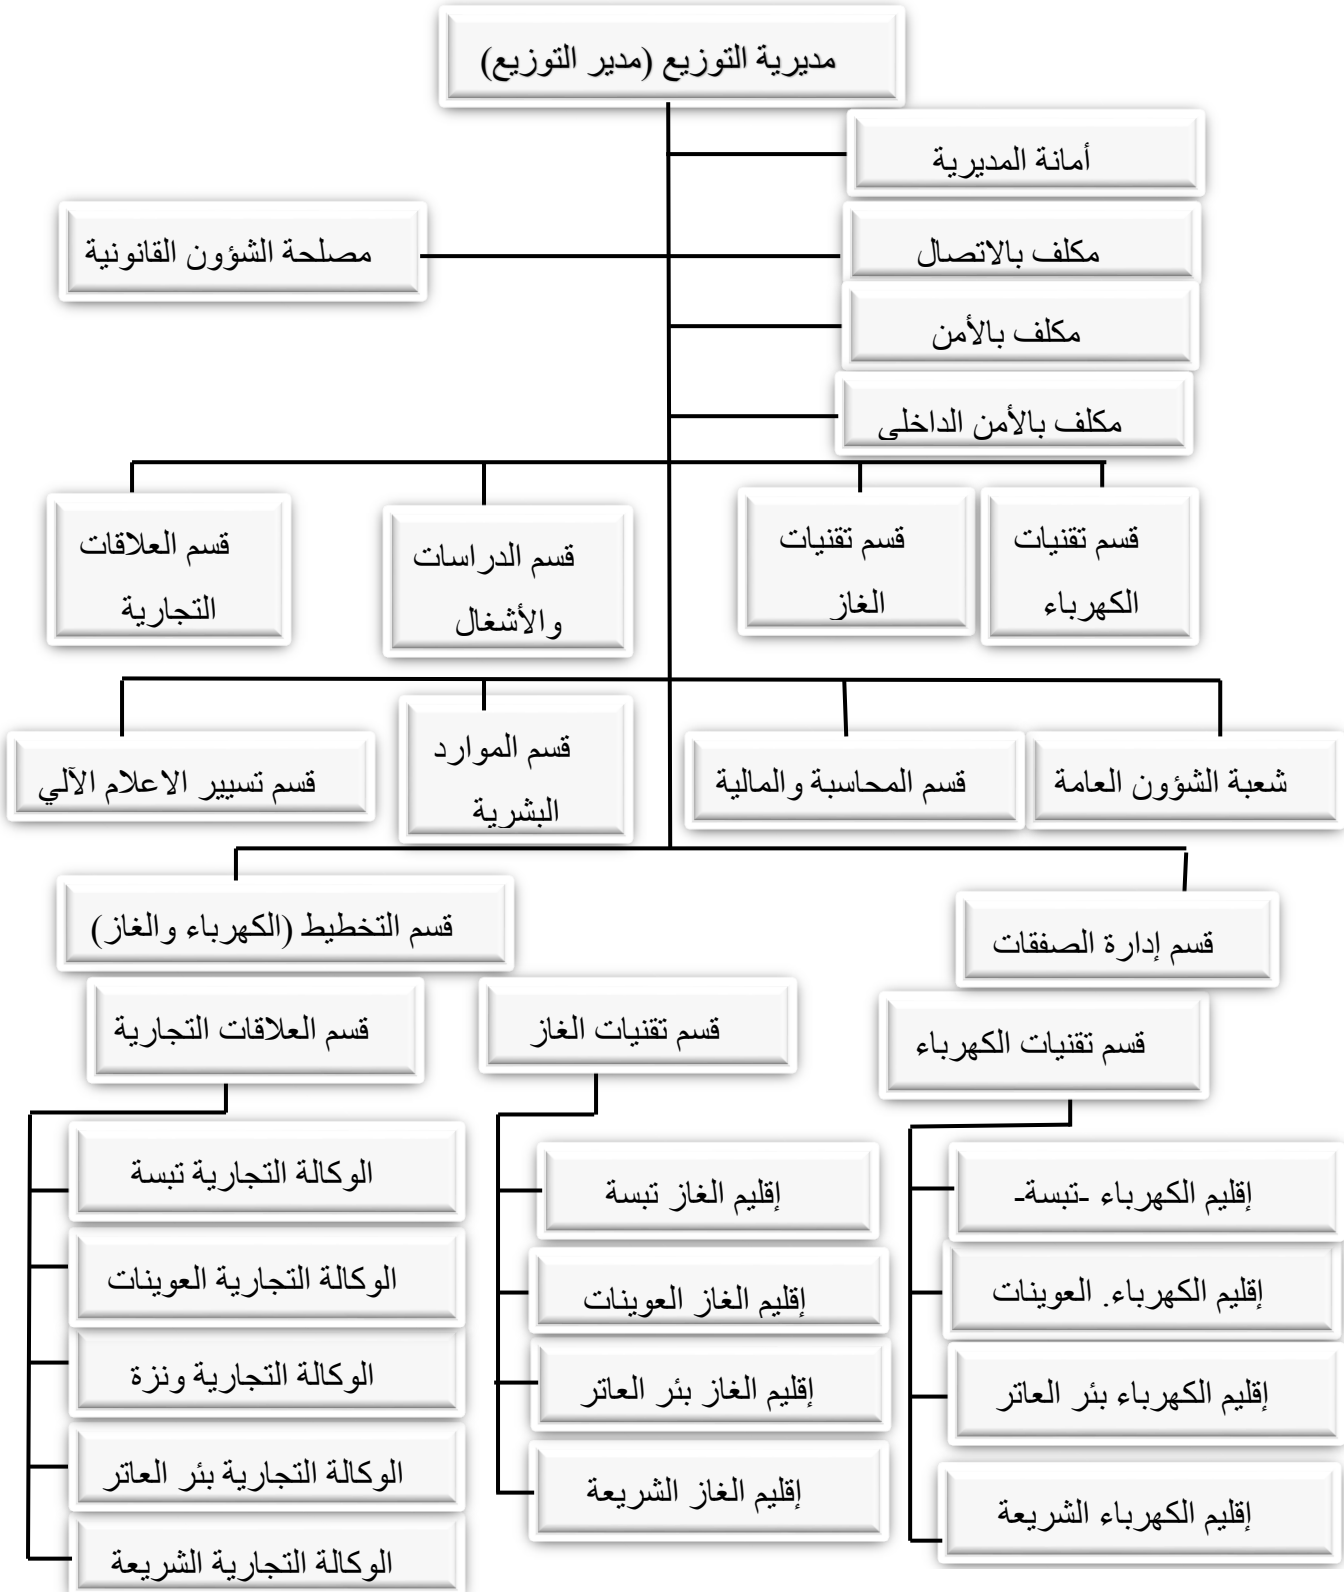 مديرية التوزيع (مدير التوزيع)
أمانة المديرية
مصلحة الشؤون القانونية
مكلف بالاتصال
مكلف بالأمن
مكلف بالأمن الداخلي
قسم تقنيات
الكهرباء
قسم تقنيات
الغاز
قسم الدراسات
والأشغال
قسم العلاقات
التجارية
شعبة الشؤون العامة
قسم المحاسبة والمالية
قسم الموارد
البشرية
قسم تسيير الاعلام الآلي
قسم إدارة الصفقات
قسم التخطيط (الكهرباء والغاز)
قسم تقنيات الكهرباء
إقليم الكهرباء -تبسة-
إقليم الكهرباء. العوينات
إقليم الكهرباء بئر العاتر
إقليم الكهرباء الشريعة
قسم تقنيات الغاز
إقليم الغاز تبسة
إقليم الغاز العوينات
إقليم الغاز بئر العاتر
إقليم الغاز الشريعة
قسم العلاقات التجارية
الوكالة التجارية تبسة
الوكالة التجارية العوينات
الوكالة التجارية ونزة
الوكالة التجارية بئر العاتر
الوكالة التجارية الشريعة